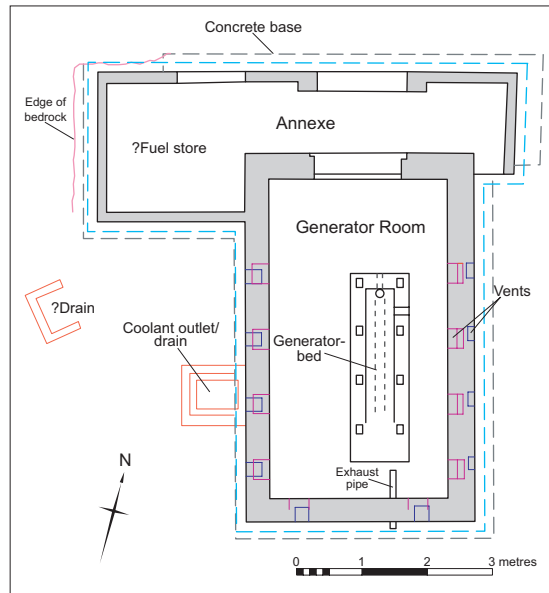 Concrete base
Edge of
bedrock
Annexe
?Fuel store
Generator Room
?Drain
Coolant outlet/
drain
Generator-
bed
Vents
Exhaust
pipe
N
0 1 2 3 metres